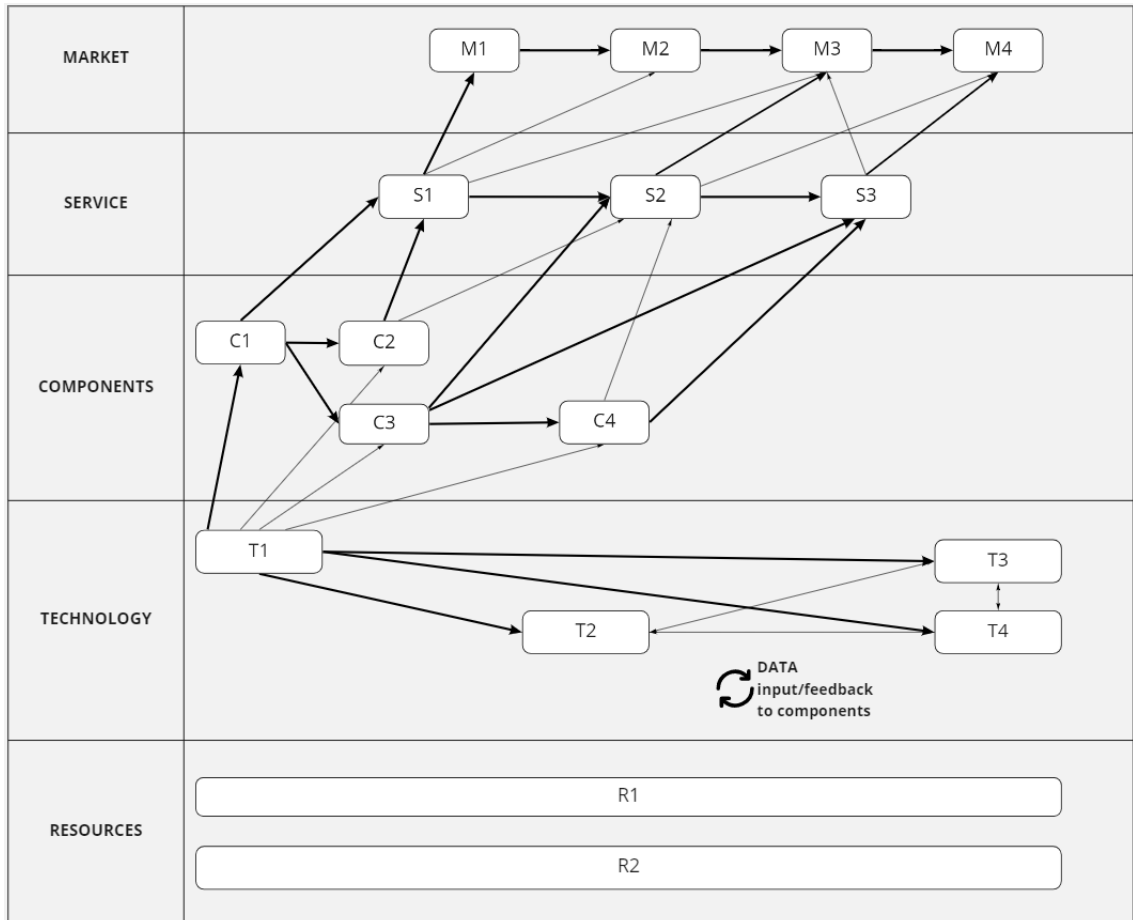 MARKET
M1
M2
M3
M4
SERVICE
S1
S2
S3
COMPONENTS
C1
C2
C3
C4
TECHNOLOGY
T1
T2
T3
T4
DATA
input/feedback
to components
RESOURCES
R1
R2